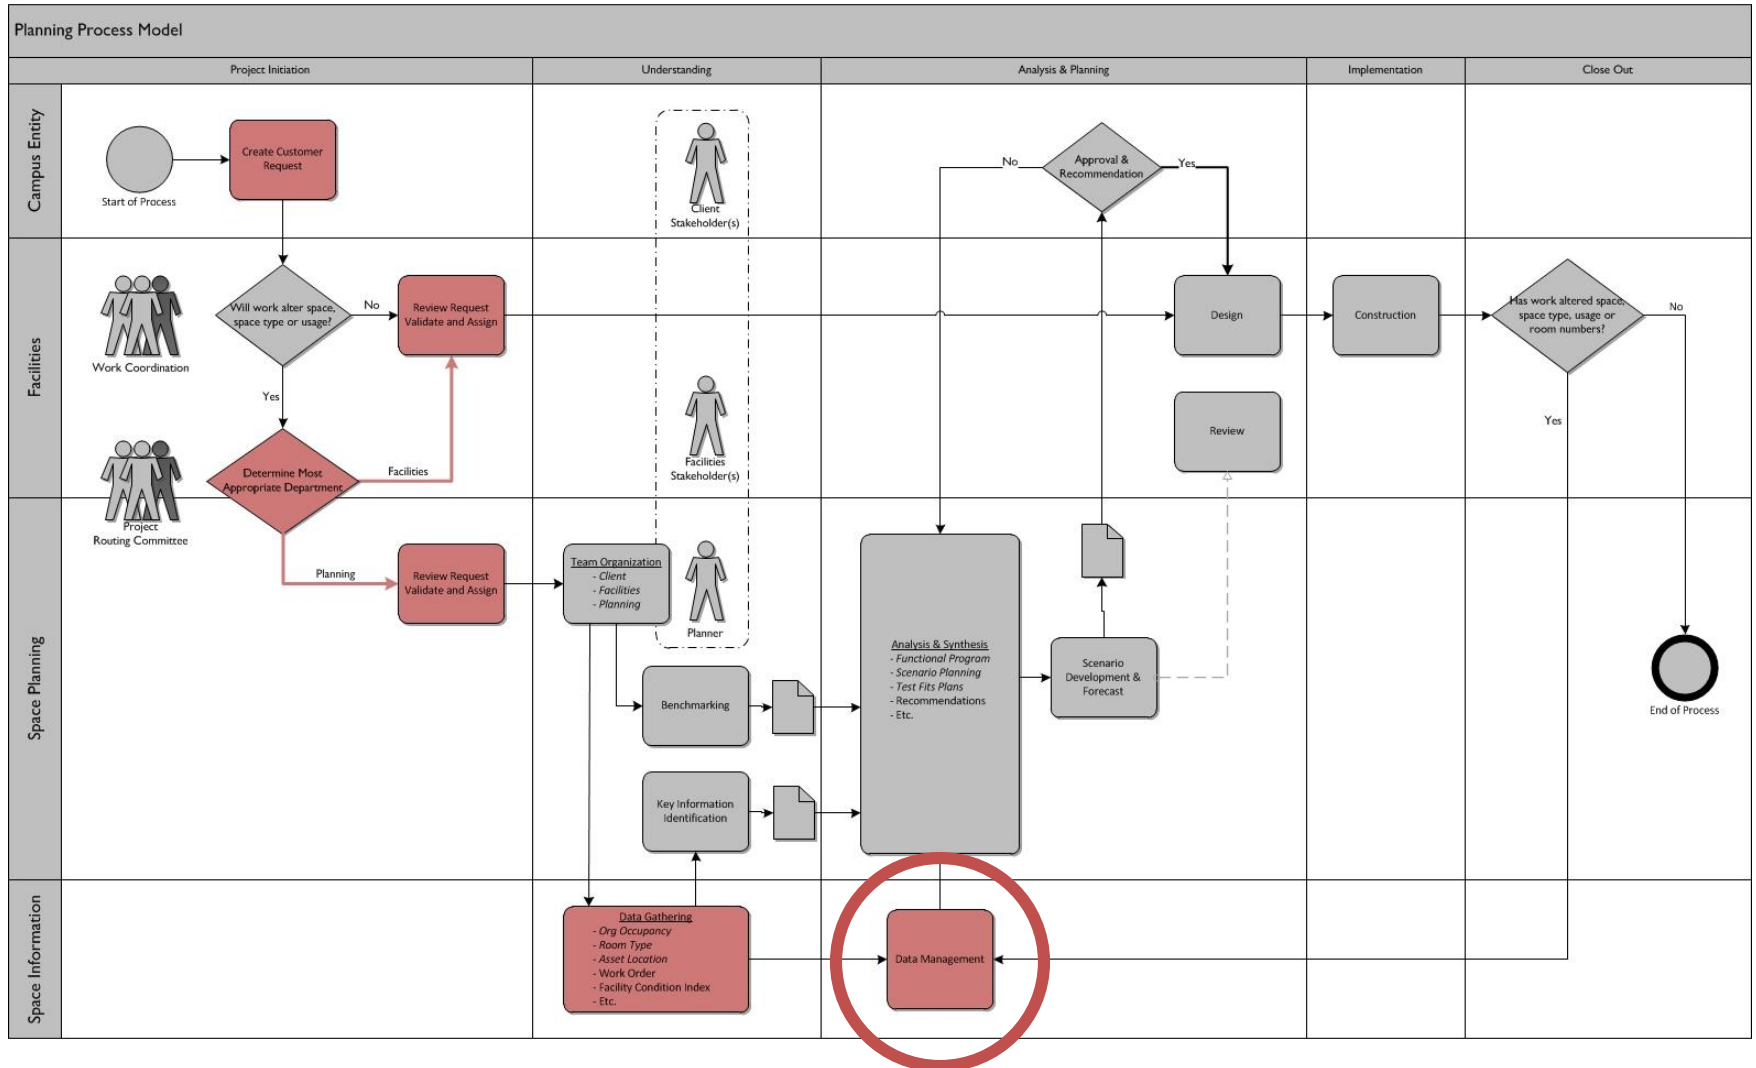 Planning Process Model
Project Initiation
Understanding
Analysis & Planning
Implementation
Close Out
Campus Entity
Start of Process
Create Customer
Request
Client
Stakeholder(s)
No
Approval &
Recommendation
Yes
Facilities
Work Coordination
Will work alter space,
space type or usage?
No
Review Request
Validate and Assign
Yes
Project
Routing Committee
Determine Most
Appropriate Department
Facilities
Facilities
Stakeholder(s)
Design
Review
Construction
Has work altered space,
space type, usage or
room numbers?
No
Yes
Space Planning
Planning
Review Request
Validate and Assign
Team Organization
- Client
- Facilities
- Planning
Planner
Benchmarking
Key Information
Identification
Analysis & Synthesis
- Functional Program
- Scenario Planning
- Test Fits Plans
- Recommendations
- Etc.
Scenario
Development &
Forecast
End of Process
Space Information
Data Gathering
- Org Occupancy
- Room Type
- Asset Location
- Work Order
- Facility Condition Index
- Etc.
Data Management